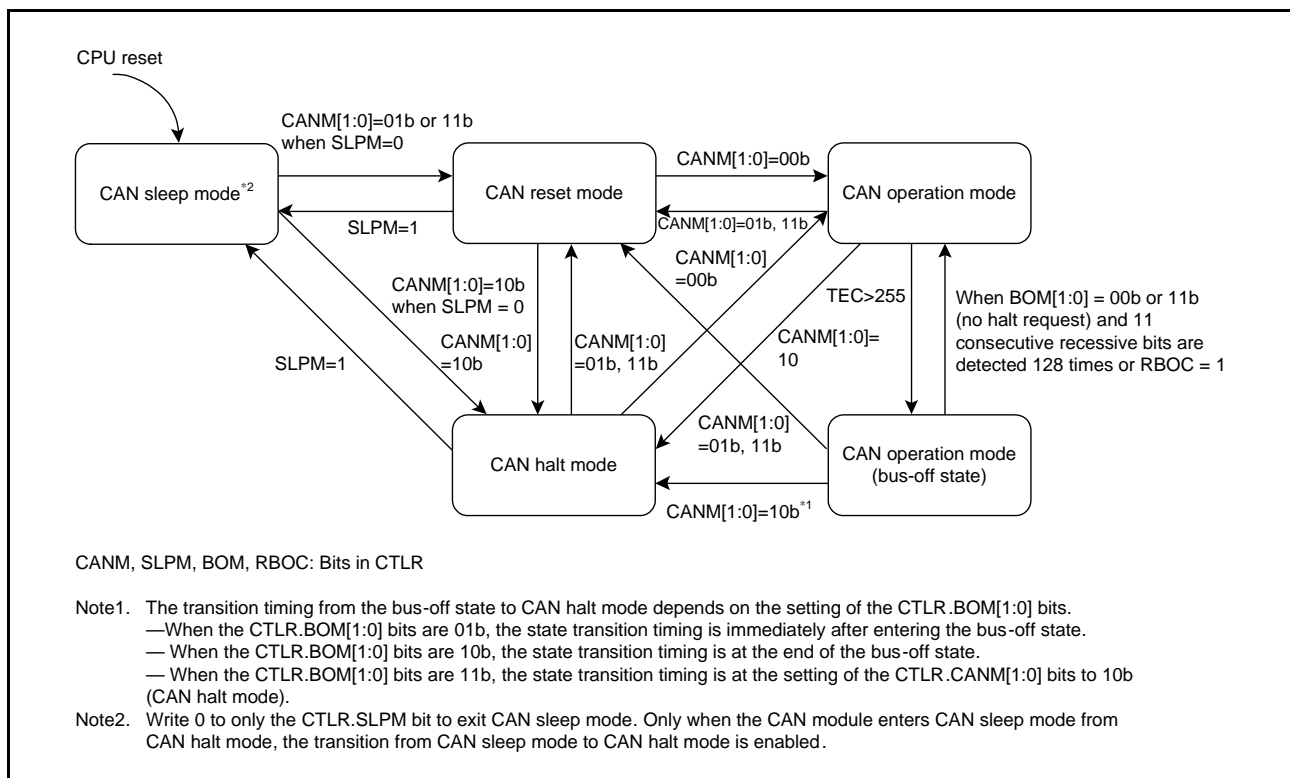 CPU reset
CANM[1:0]=01b or 11b
when SLPM=0
CAN sleep mode*2
SLPM=1
CAN reset mode
CANM[1:0]=00b
CANM[1:0]=01b, 11b
CAN operation mode
CANM[1:0]=10b
when SLPM = 0
CANM[1:0]
=10b
CANM[1:0]
=01b, 11b
CANM[1:0]
=00b
TEC>255
CANM[1:0]=
10
When BOM[1:0] = 00b or 11b
(no halt request) and 11
consecutive recessive bits are
detected 128 times or RBOC = 1
SLPM=1
CAN halt mode
CANM[1:0]
=01b, 11b
CANM[1:0]=10b*1
CAN operation mode
(bus-off state)
CANM, SLPM, BOM, RBOC: Bits in CTLR
Note1. The transition timing from the bus-off state to CAN halt mode depends on the setting of the CTLR.BOM[1:0] bits.
—When the CTLR.BOM[1:0] bits are 01b, the state transition timing is immediately after entering the bus-off state.
— When the CTLR.BOM[1:0] bits are 10b, the state transition timing is at the end of the bus-off state.
— When the CTLR.BOM[1:0] bits are 11b, the state transition timing is at the setting of the CTLR.CANM[1:0] bits to 10b
(CAN halt mode).
Note2. Write 0 to only the CTLR.SLPM bit to exit CAN sleep mode. Only when the CAN module enters CAN sleep mode from
CAN halt mode, the transition from CAN sleep mode to CAN halt mode is enabled.